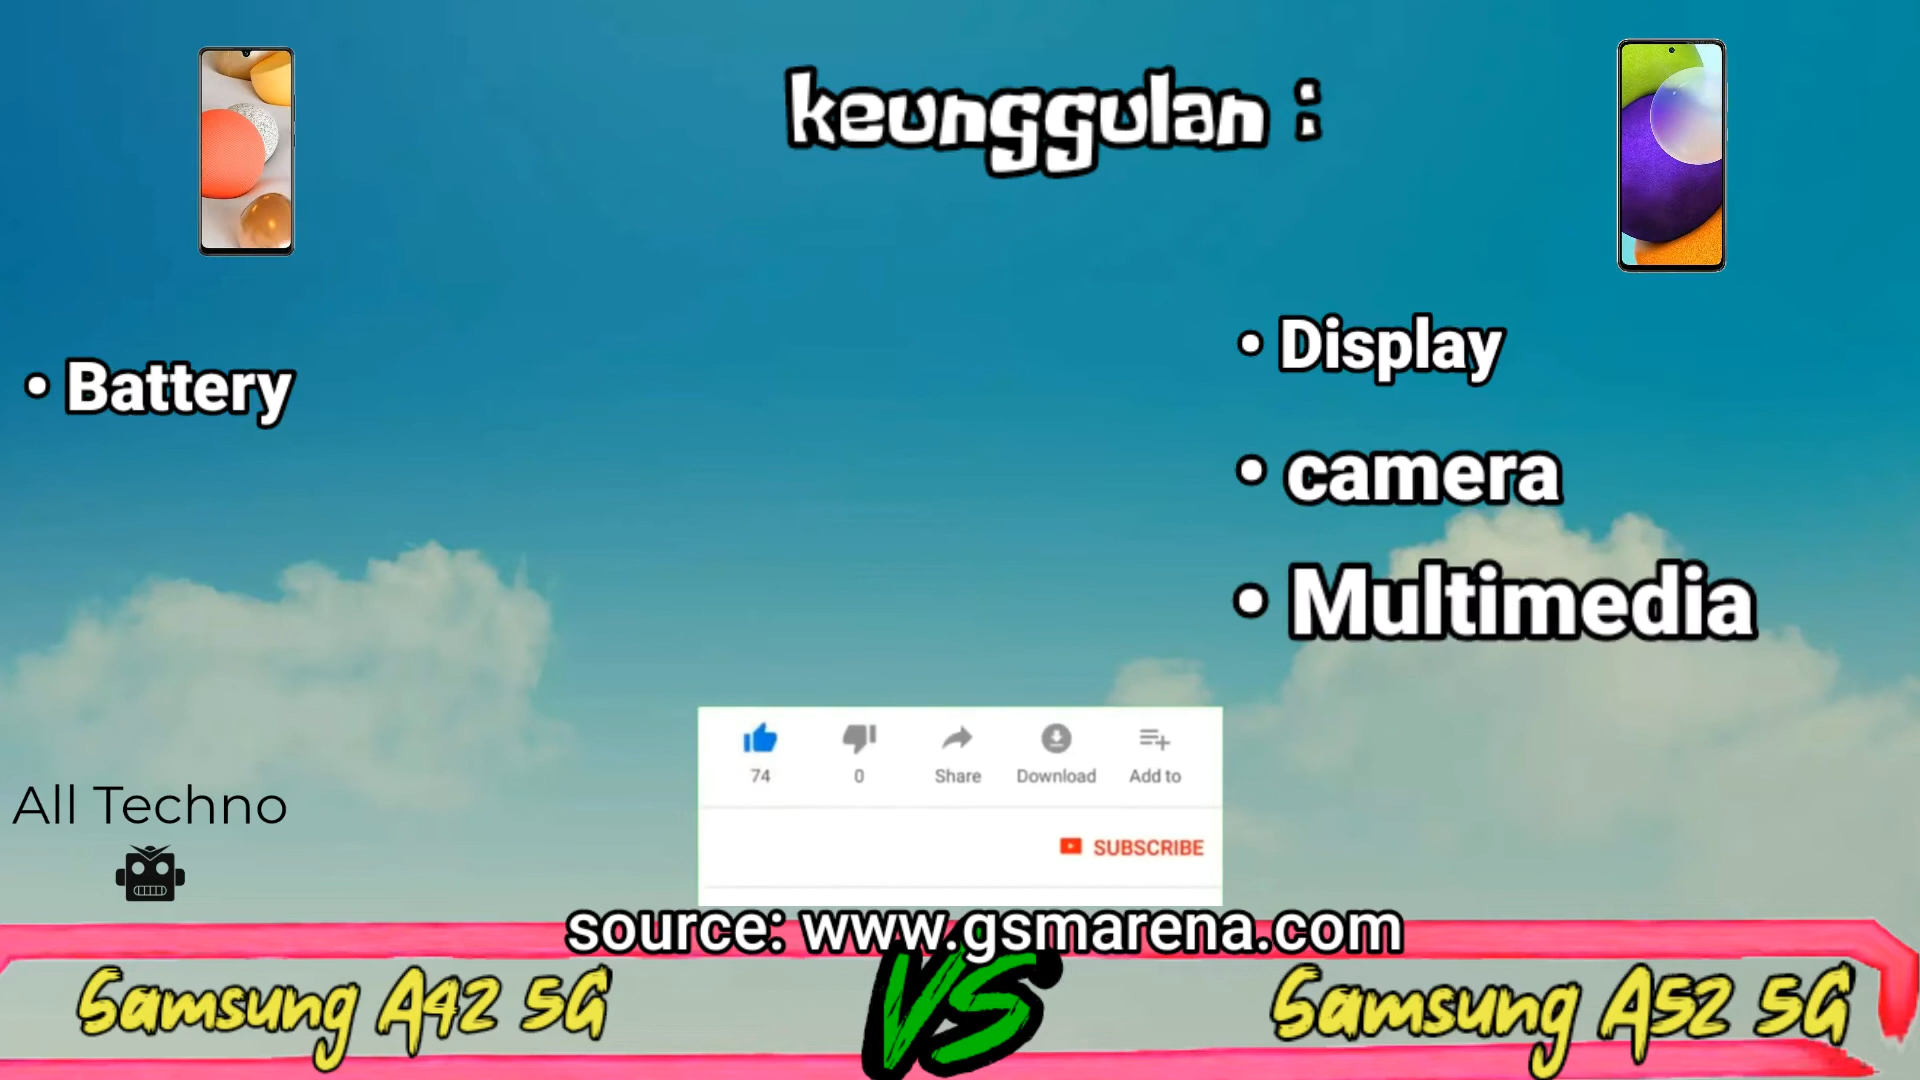 keunggulan :
• Battery
• Display
• camera
• Multimedia
74
0
Share
Download
Add to
SUBSCRIBE
All Techno
source: www.gsmarena.com
Samsung A42 5G
VS
Samsung A52 5G